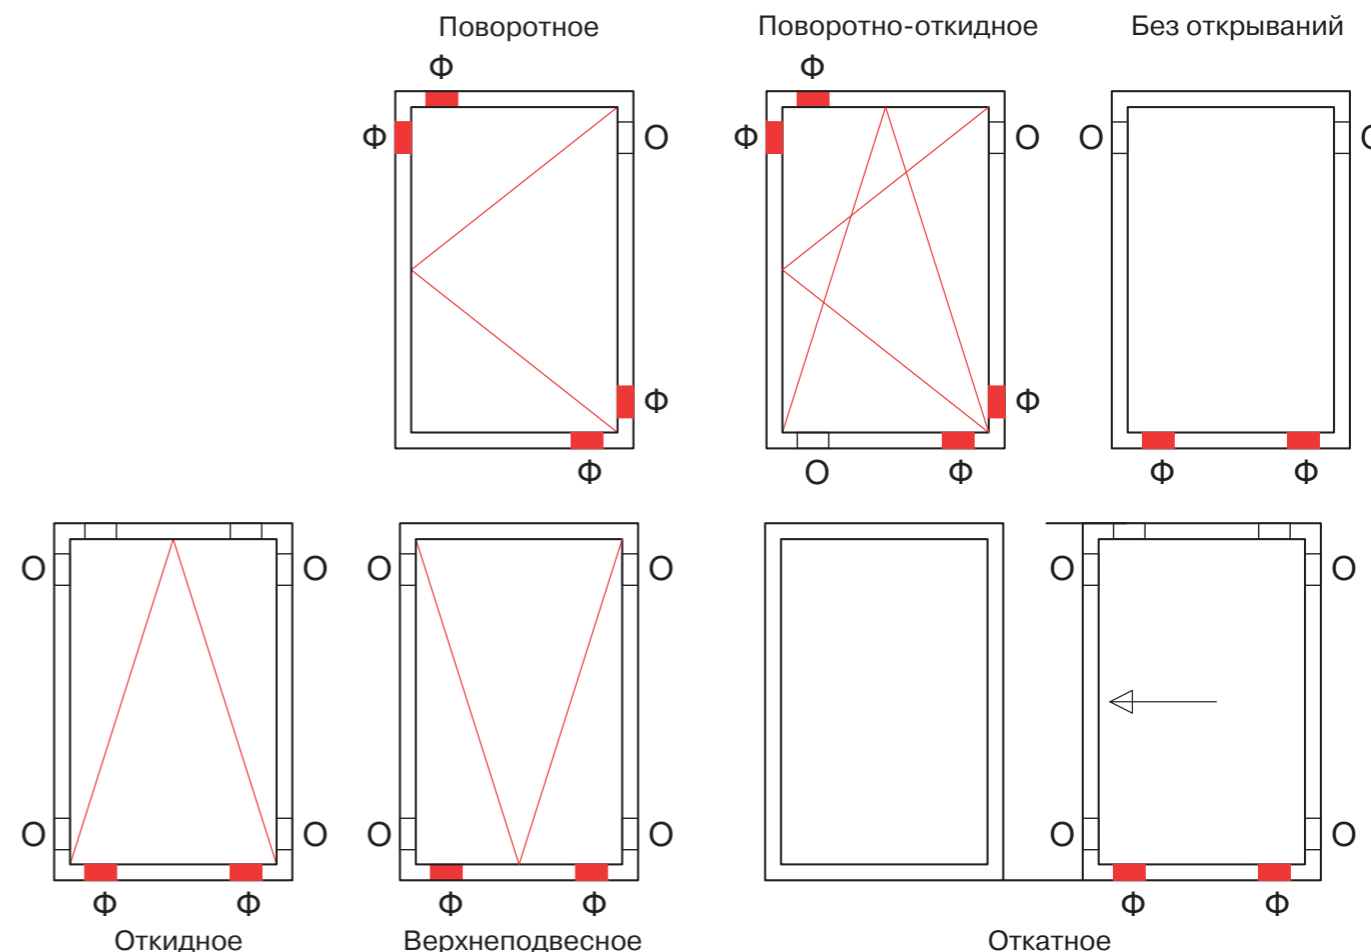 Поворотное Поворотно-откидное Без открываний
Ф Ф
Ф О Ф О О О
Ф Ф
Ф О Ф Ф Ф
О О О О О О
О О О О О О
Ф Ф Ф Ф Ф Ф
Откидное Верхнеподвесное Откатное